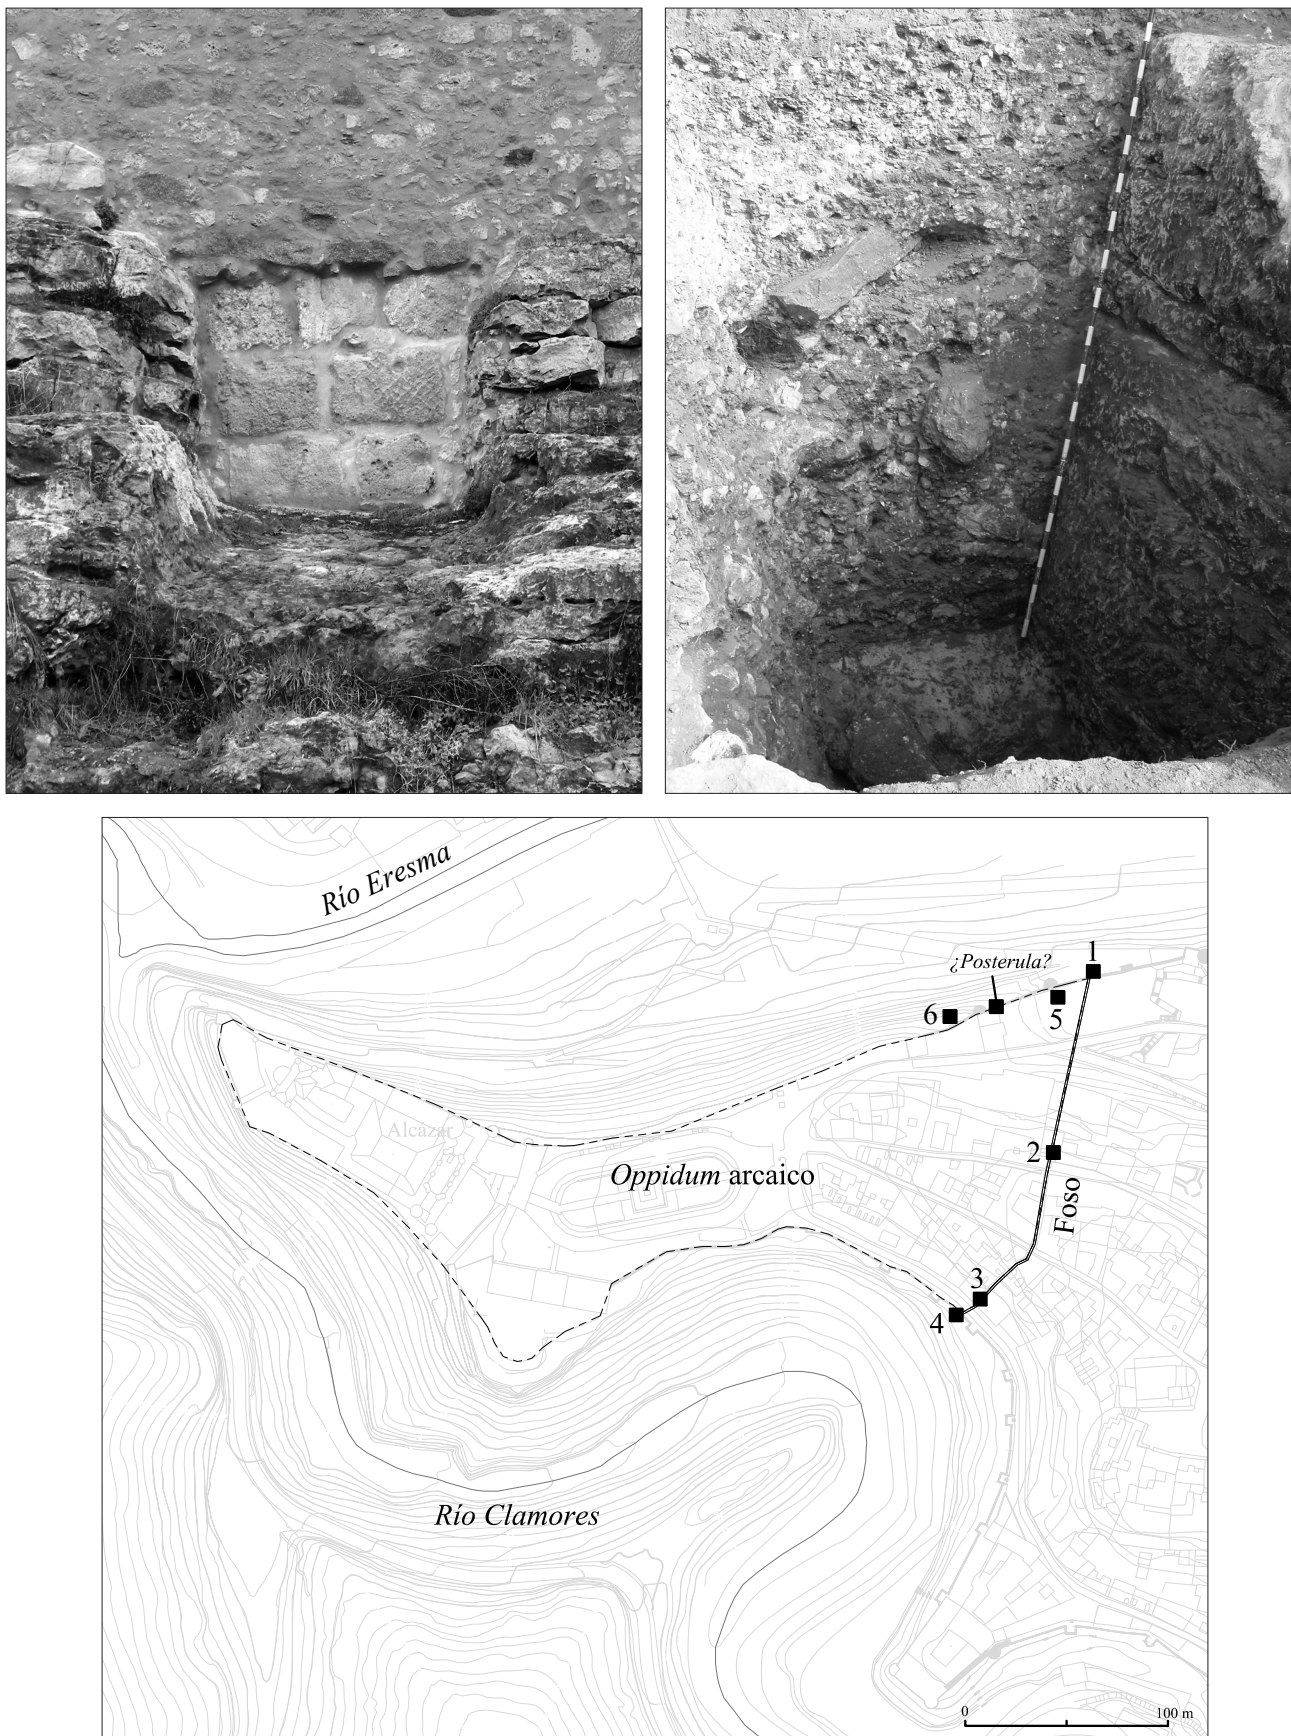 Río Eresma
¿Posterula?
1
6
5
Alcázar
2
Oppidum arcaico
Foso
3
4
Río Clamores
0
100 m